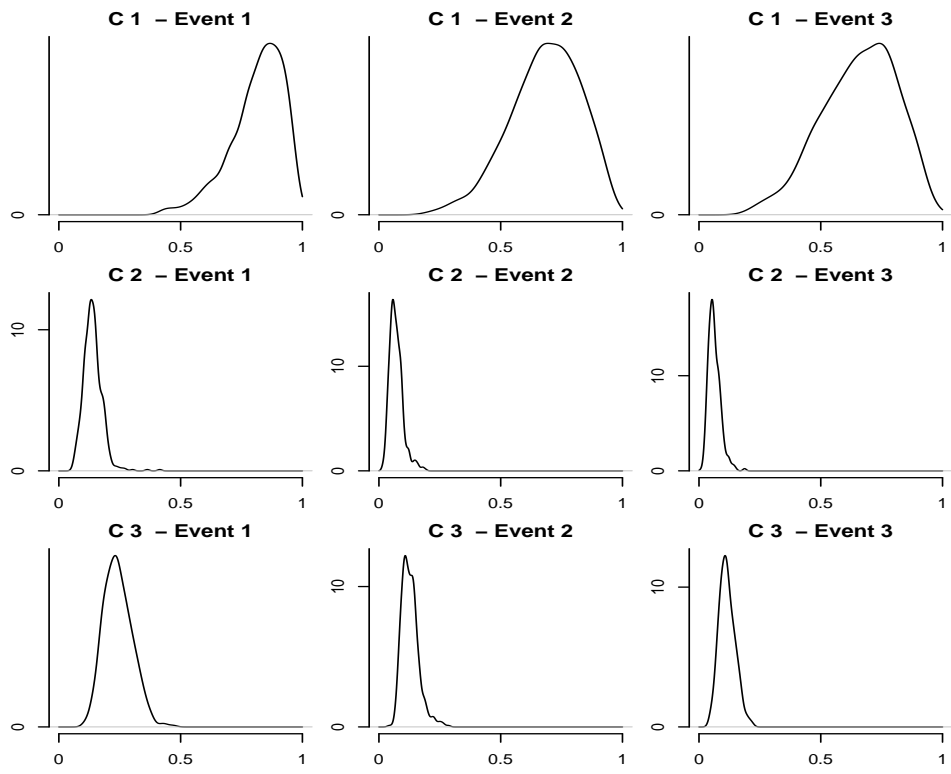 C 1 – Event 1
C 1 – Event 2
C 1 – Event 3
0
0
0
0 0.5 1
0 0.5 1
0 0.5 1
C 2 – Event 1
C 2 – Event 2
C 2 – Event 3
10
0
10
0
10
0
0 0.5 1
0 0.5 1
0 0.5 1
C 3 – Event 1
C 3 – Event 2
C 3 – Event 3
0
10
0
10
0
0 0.5 1
0 0.5 1
0 0.5 1